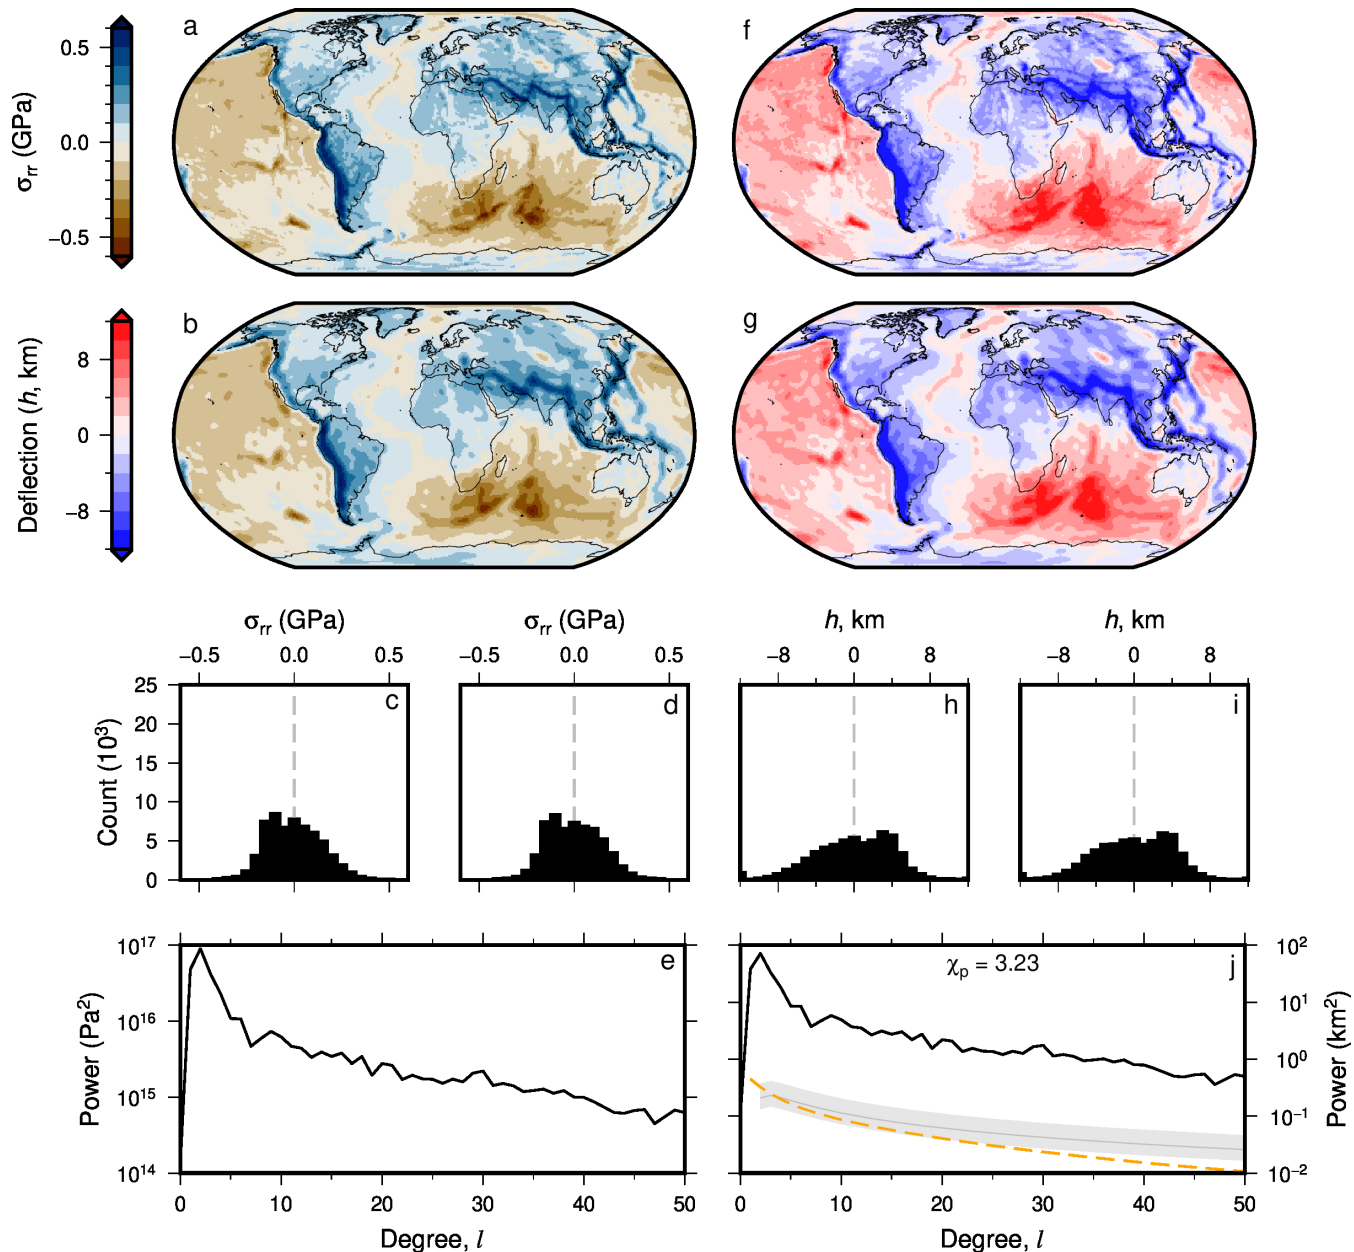 a
f
0.5
0.0
−0.5
σrr (GPa)
b
g
8
0
−8
Deflection (h, km)
σrr (GPa)
σrr (GPa)
h, km
h, km
−0.5 0.0 0.5
−0.5 0.0 0.5
−8 0 8
−8 0 8
25
20
15
10
5
0
Count (10³)
c
d
h
i
10¹⁷
10¹⁶
10¹⁵
10¹⁴
Power (Pa²)
e
0 10 20 30 40 50
Degree, l
χp = 3.23
j
10²
10¹
10⁰
10⁻¹
10⁻²
Power (km²)
0 10 20 30 40 50
Degree, l